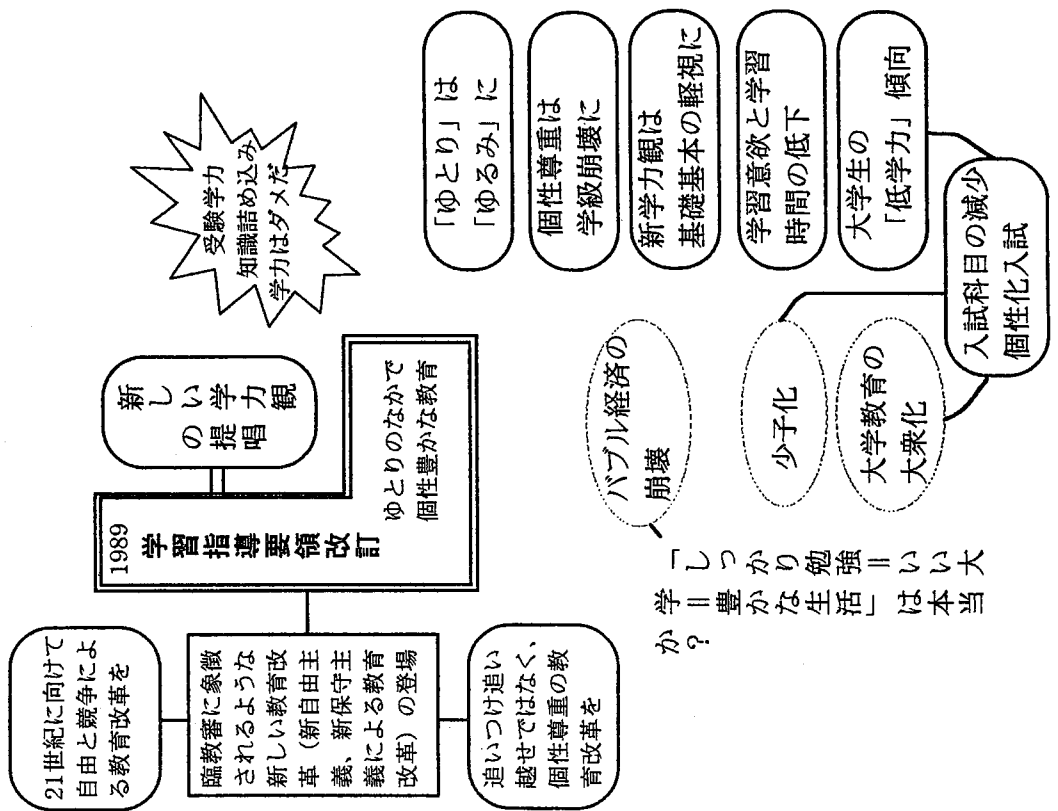 21世紀に向けて
自由と競争によ
る教育改革を
臨教審に象徴
されるような
新しい教育改
革（新自由主
義、新保守主
義による教育
改革）の登場
追いつけ追い
越せではなく、
個性尊重の教
育改革を
1989
学習指導要領改訂
ゆとりのなかで
個性豊かな教育
新しい学力観
の提唱
受験学力
知識詰め込み
学力はダメだ
「しっかり勉強＝いい大
学＝豊かな生活」は本当
か？
バブル経済の
崩壊
少子化
大学教育の
大衆化
「ゆとり」は
「ゆるみ」に
個性尊重は
学級崩壊に
新学力観は
基礎基本の軽視に
学習意欲と学習
時間の低下
大学生の
「低学力」傾向
入試科目の減少
個性化入試